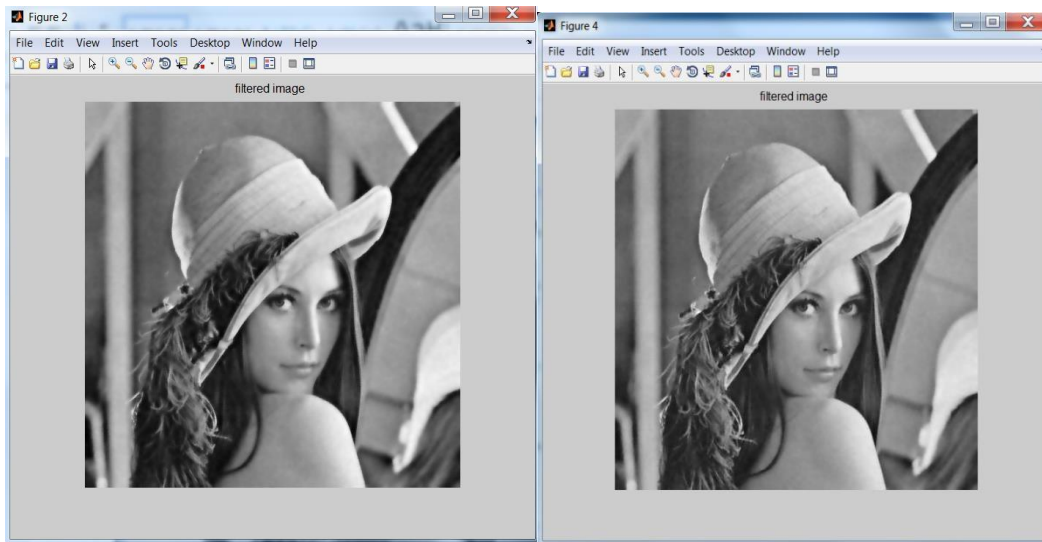 Figure 2
File Edit View Insert Tools Desktop Window Help
filtered image
Figure 4
File Edit View Insert Tools Desktop Window Help
filtered image